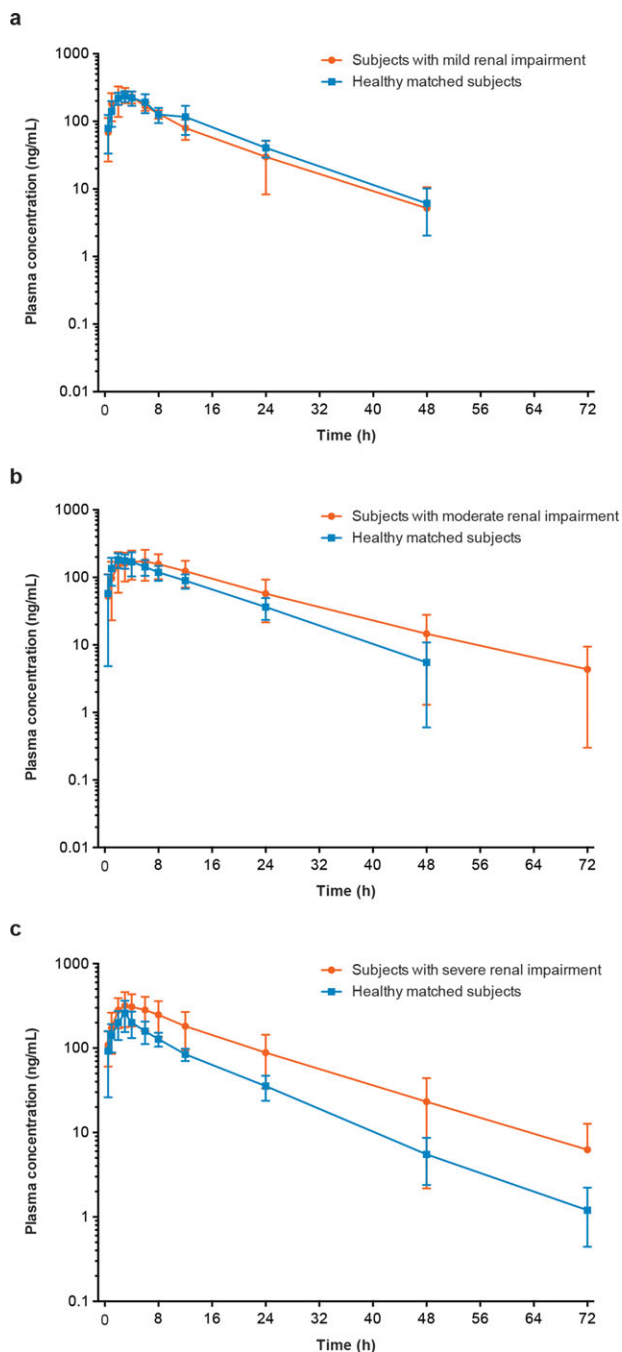 a
Plasma concentration (ng/mL)
1000
100
10
1
0.1
0.01
Subjects with mild renal impairment
Healthy matched subjects
0 8 16 24 32 40 48 56 64 72
Time (h)
b
Plasma concentration (ng/mL)
1000
100
10
1
0.1
0.01
Subjects with moderate renal impairment
Healthy matched subjects
0 8 16 24 32 40 48 56 64 72
Time (h)
c
Plasma concentration (ng/mL)
1000
100
10
1
0.1
Subjects with severe renal impairment
Healthy matched subjects
0 8 16 24 32 40 48 56 64 72
Time (h)